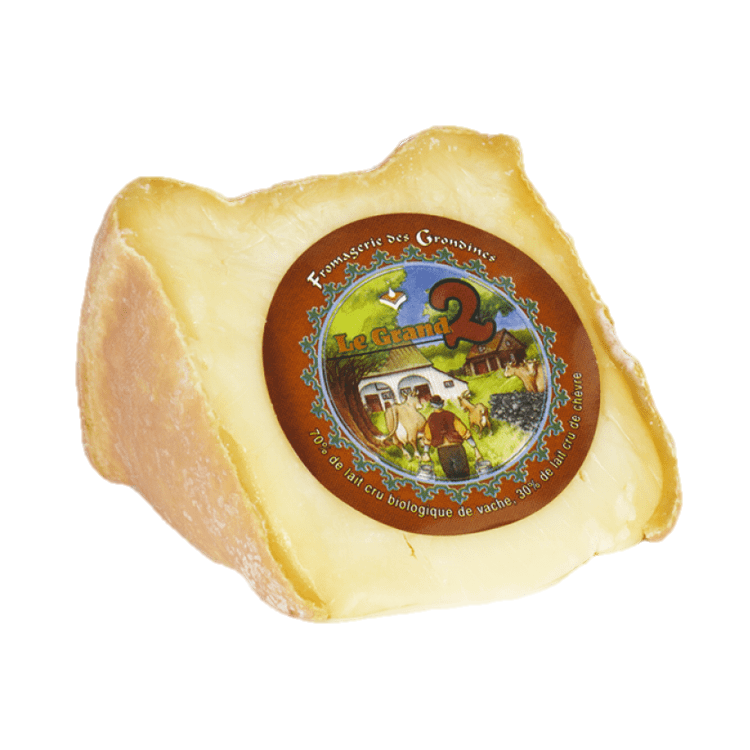 Fromagerie des Grondines
Le Grand 2
70% de lait cru biologique de vache, 30% de lait cru de chèvre